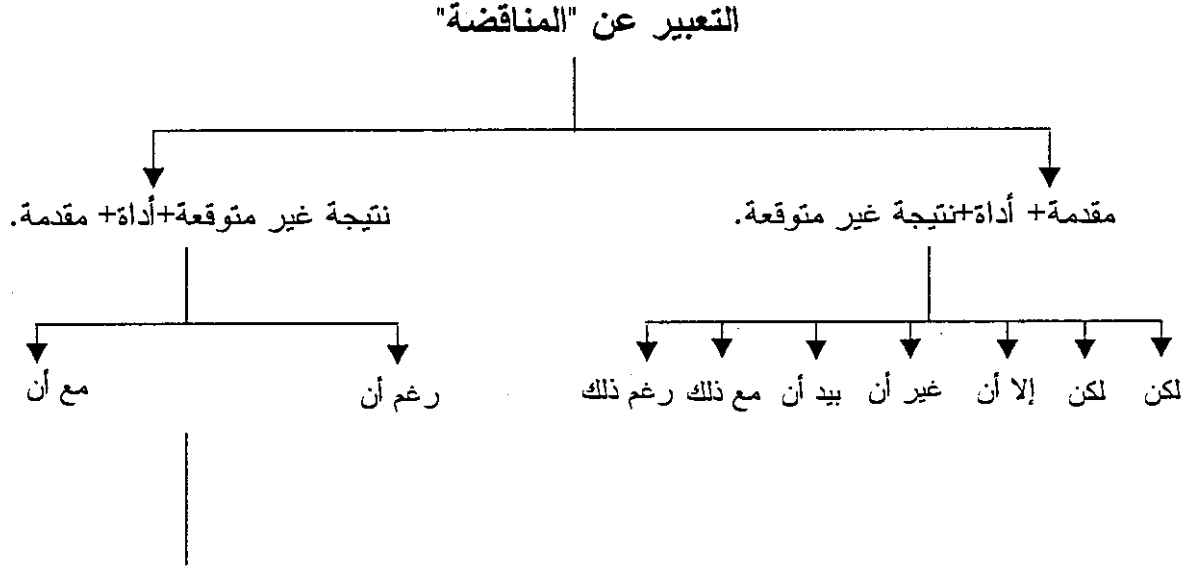 التعبير عن "المناقضة"
مقدمة+ أداة+نتيجة غير متوقعة.
نتيجة غير متوقعة+أداة+ مقدمة.
لكن لكن إلا أن غير أن بيد أن مع ذلك رغم ذلك
رغم أن مع أن